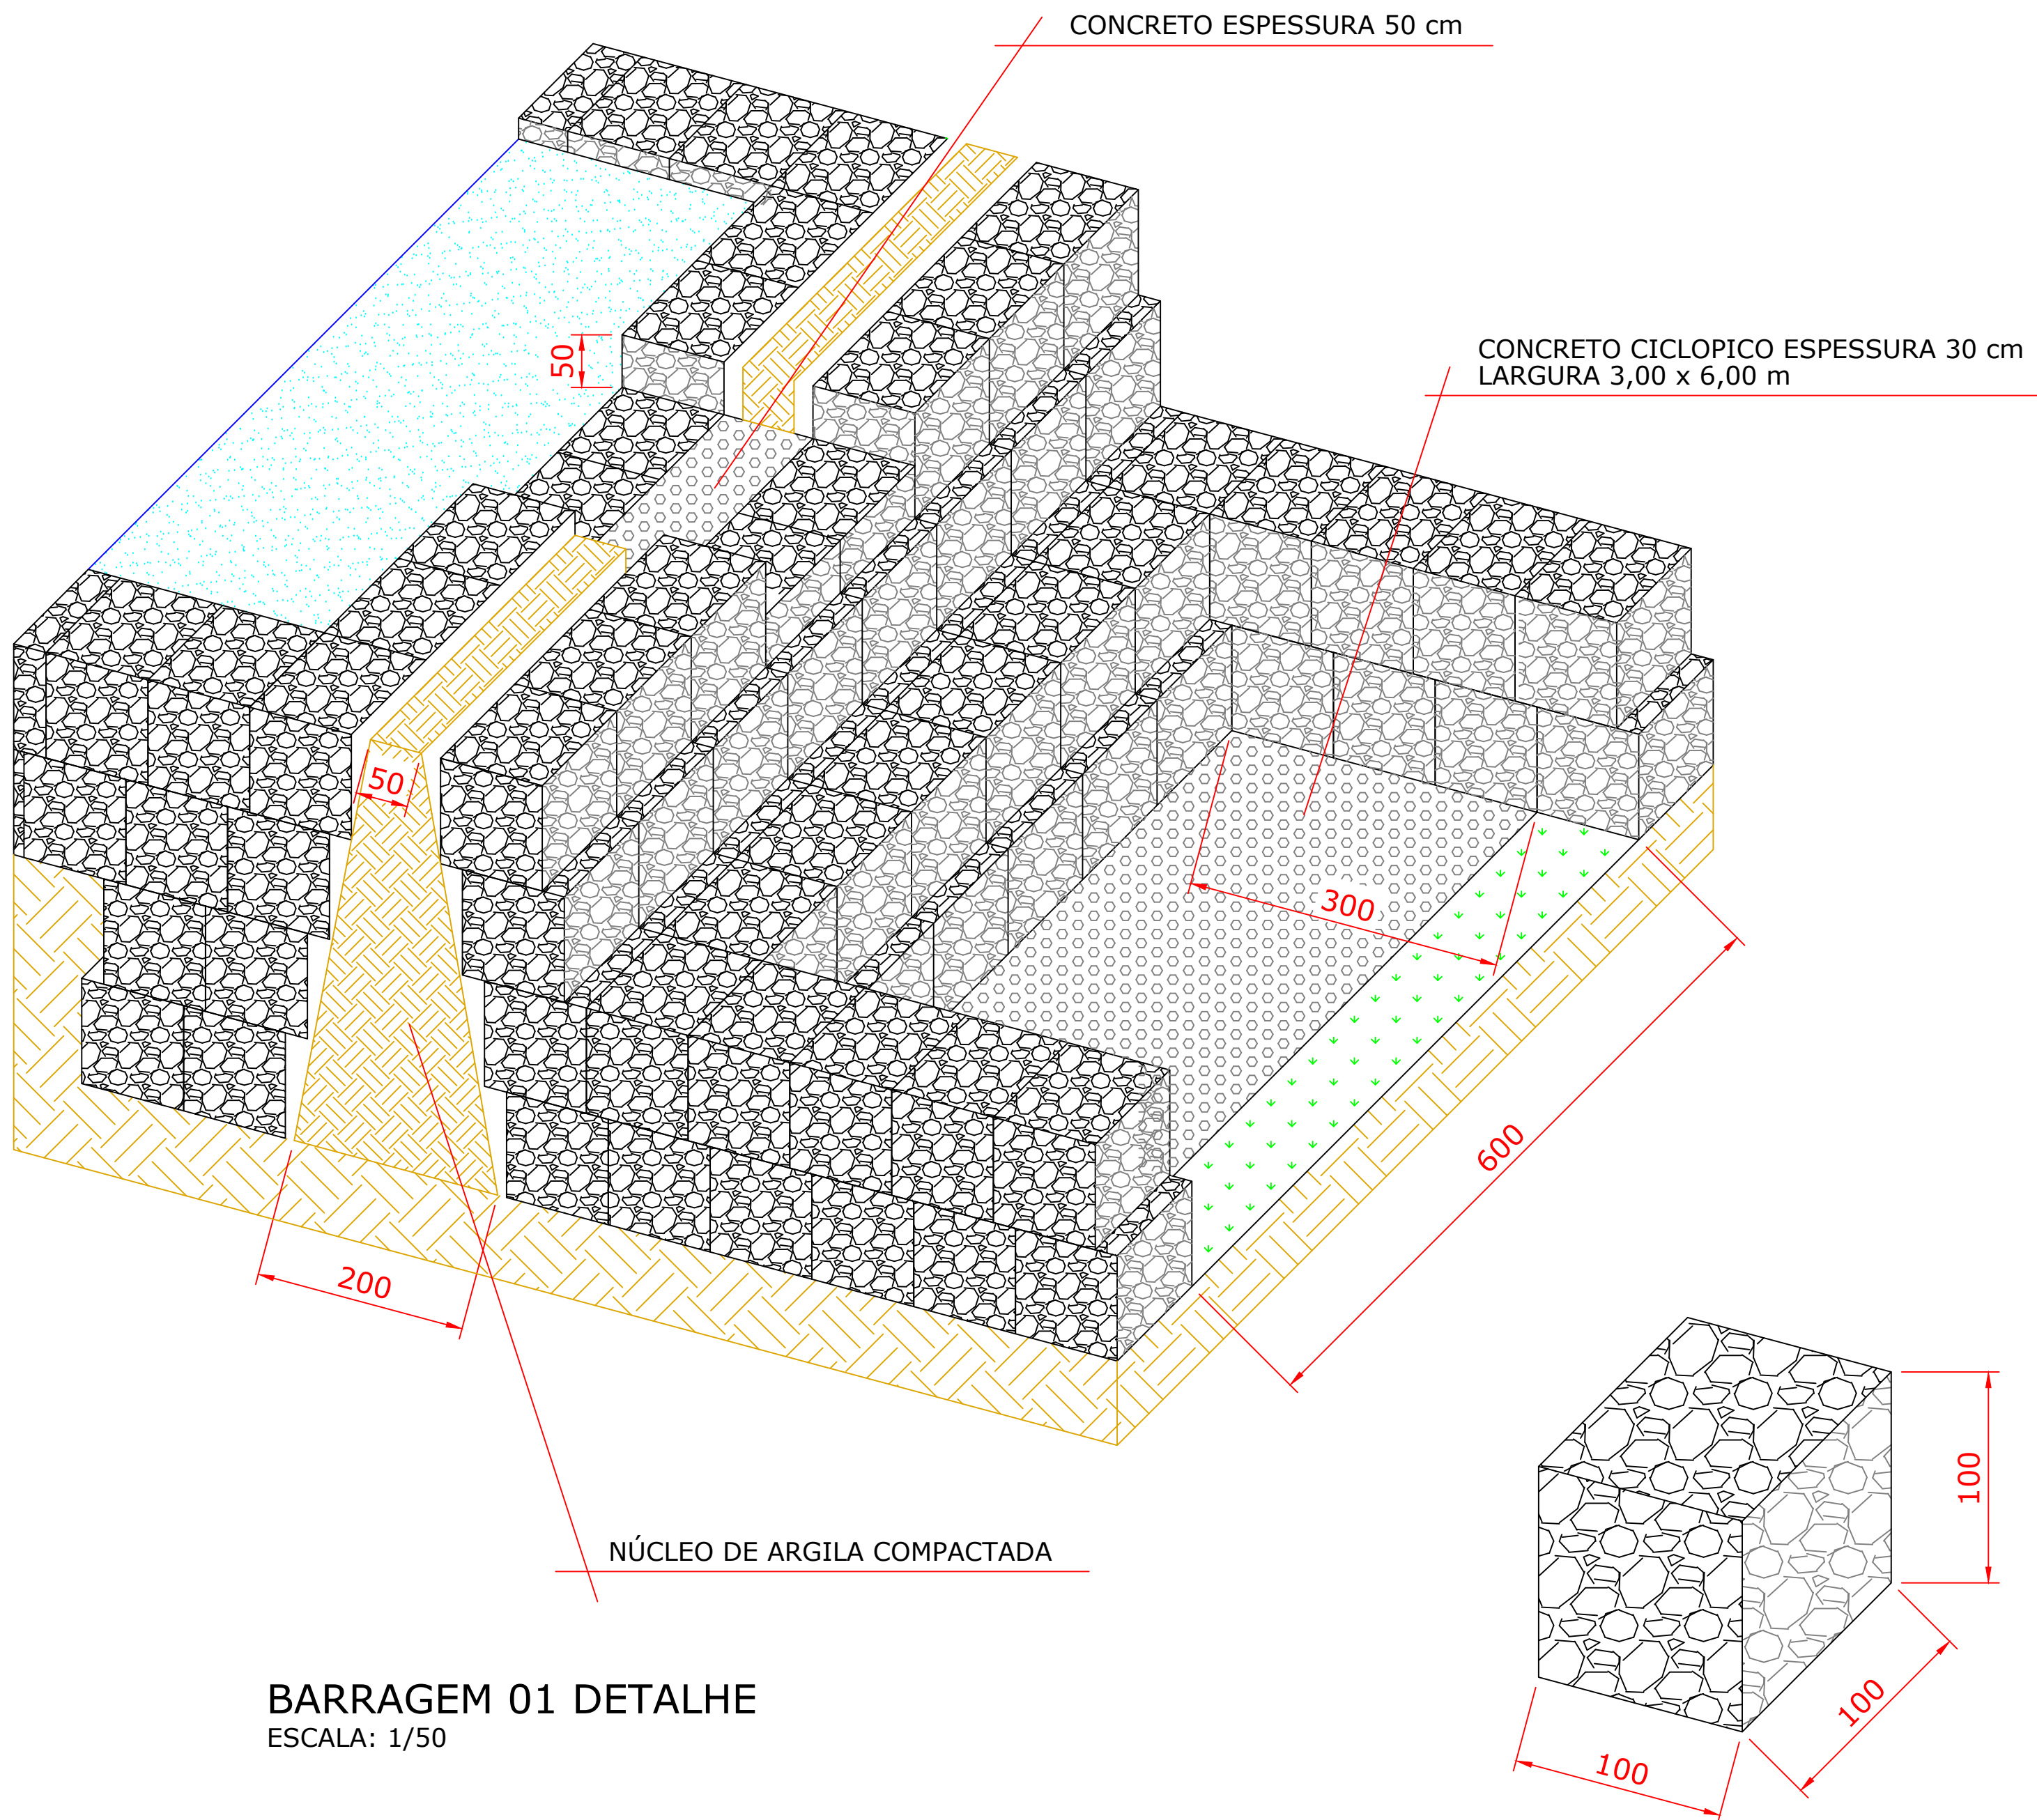 CONCRETO ESPESSURA 50 cm
CONCRETO CICLOPICO ESPESSURA 30 cm
LARGURA 3,00 x 6,00 m
50
50
300
600
200
NÚCLEO DE ARGILA COMPACTADA
100
100
100
BARRAGEM 01 DETALHE
ESCALA: 1/50